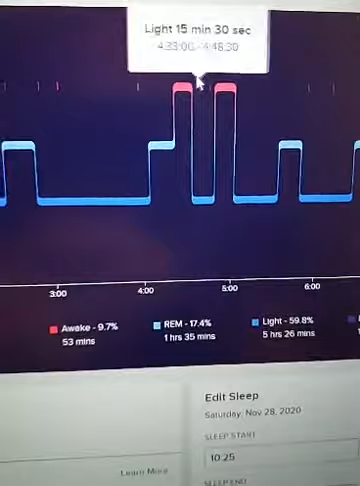 Light 15 min 30 sec
4:33:00 - 4:48:30
3:00
4:00
5:00
6:00
Awake - 9.7%
53 mins
REM - 17.4%
1 hrs 35 mins
Light - 59.8%
5 hrs 26 mins
Edit Sleep
Saturday, Nov 28, 2020
SLEEP START
10:25
Learn More
SLEEP END